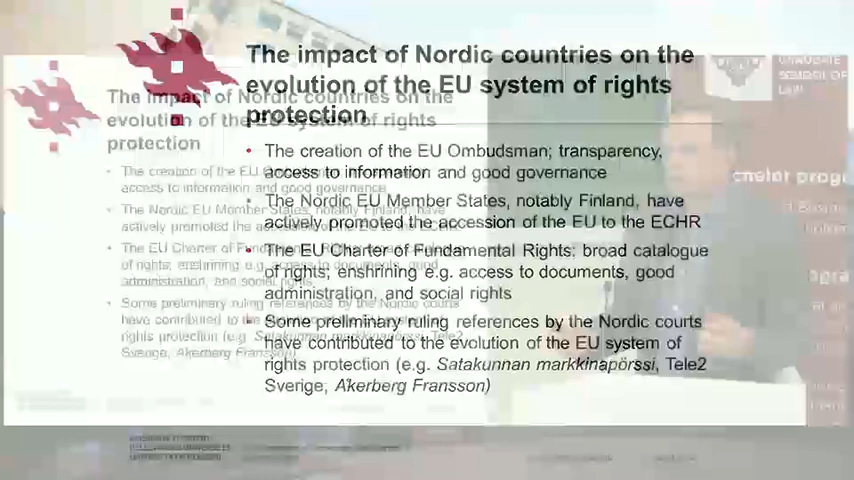 The impact of Nordic countries on the
evolution of the EU system of rights
protection
• The creation of the EU Ombudsman; transparency,
access to information and good governance
• The Nordic EU Member States, notably Finland, have
actively promoted the accession of the EU to the ECHR
• The EU Charter of Fundamental Rights: broad catalogue
of rights; enshrining e.g. access to documents, good
administration, and social rights
• Some preliminary ruling references by the Nordic courts
have contributed to the evolution of the EU system of
rights protection (e.g. Satakunnan markkinapörssi, Tele2
Sverige, Åkerberg Fransson)
SCHOOL OF
LAW